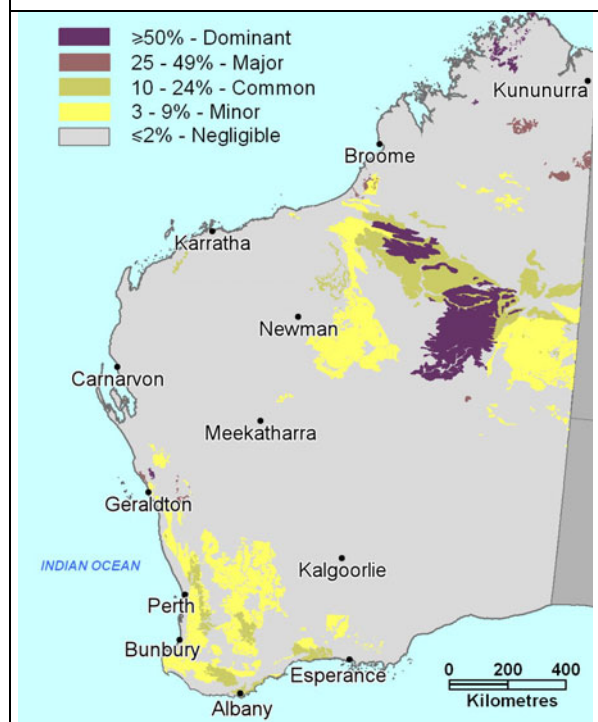 ≥50% - Dominant
25 - 49% - Major
10 - 24% - Common
3 - 9% - Minor
≤2% - Negligible
Kununurra
Broome
Karratha
Newman
Carnarvon
Meekatharra
Geraldton
INDIAN OCEAN
Kalgoorlie
Perth
Bunbury
Esperance
Albany
0 200 400
Kilometres